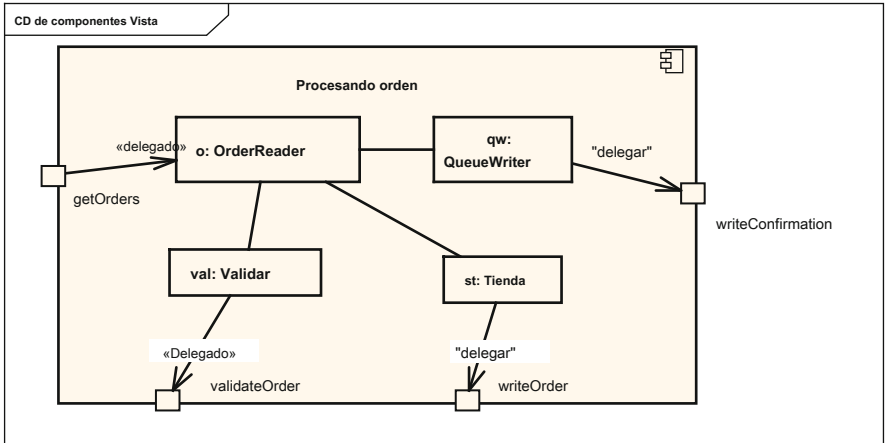 CD de componentes Vista
Procesando orden
«delegado»
o: OrderReader
qw:
QueueWriter
"delegar"
getOrders
writeConfirmation
val: Validar
st: Tienda
«Delegado»
"delegar"
validateOrder
writeOrder